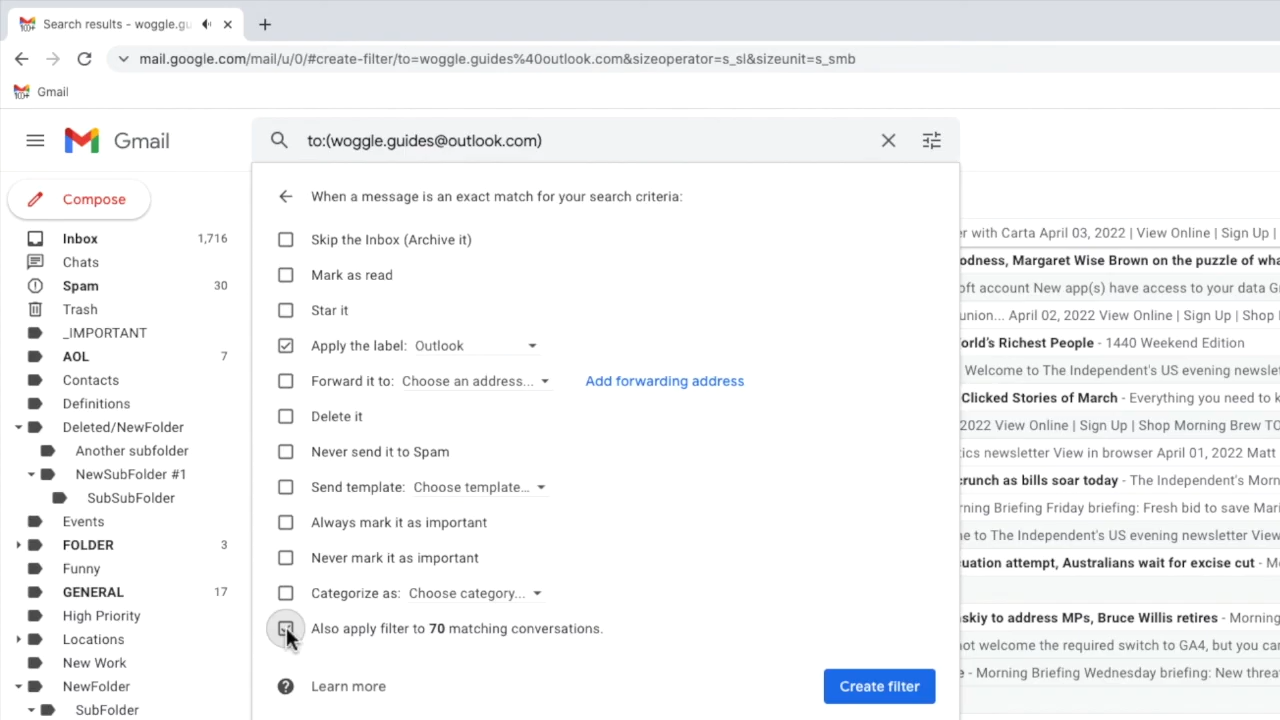 Search results - woggle.gu
mail.google.com/mail/u/0/#create-filter/to=woggle.guides%40outlook.com&sizeoperator=s_sl&sizeunit=s_smb
100+ Gmail
Gmail
to:(woggle.guides@outlook.com)
Compose
Inbox 1,716
Chats
Spam 30
Trash
_IMPORTANT
AOL 7
Contacts
Definitions
Deleted/NewFolder
Another subfolder
NewSubFolder #1
SubSubFolder
Events
FOLDER 3
Funny
GENERAL 17
High Priority
Locations
New Work
NewFolder
SubFolder
When a message is an exact match for your search criteria:
Skip the Inbox (Archive it)
Mark as read
Star it
Apply the label: Outlook
Forward it to: Choose an address... Add forwarding address
Delete it
Never send it to Spam
Send template: Choose template...
Always mark it as important
Never mark it as important
Categorize as: Choose category...
Also apply filter to 70 matching conversations.
Learn more
Create filter
er with Carta April 03, 2022 | View Online | Sign Up |
odness, Margaret Wise Brown on the puzzle of wha
oft account New app(s) have access to your data G
union... April 02, 2022 View Online | Sign Up | Shop
orld's Richest People - 1440 Weekend Edition
Welcome to The Independent's US evening newslet
Clicked Stories of March - Everything you need to k
2022 View Online | Sign Up | Shop Morning Brew TO
tics newsletter View in browser April 01, 2022 Matt
crunch as bills soar today - The Independent's Morn
rning Briefing Friday briefing: Fresh bid to save Mari
ne to The Independent's US evening newsletter View
uation attempt, Australians wait for excise cut - Mo
skiy to address MPs, Bruce Willis retires - Morning
not welcome the required switch to GA4, but you can
e - Morning Briefing Wednesday briefing: New threa